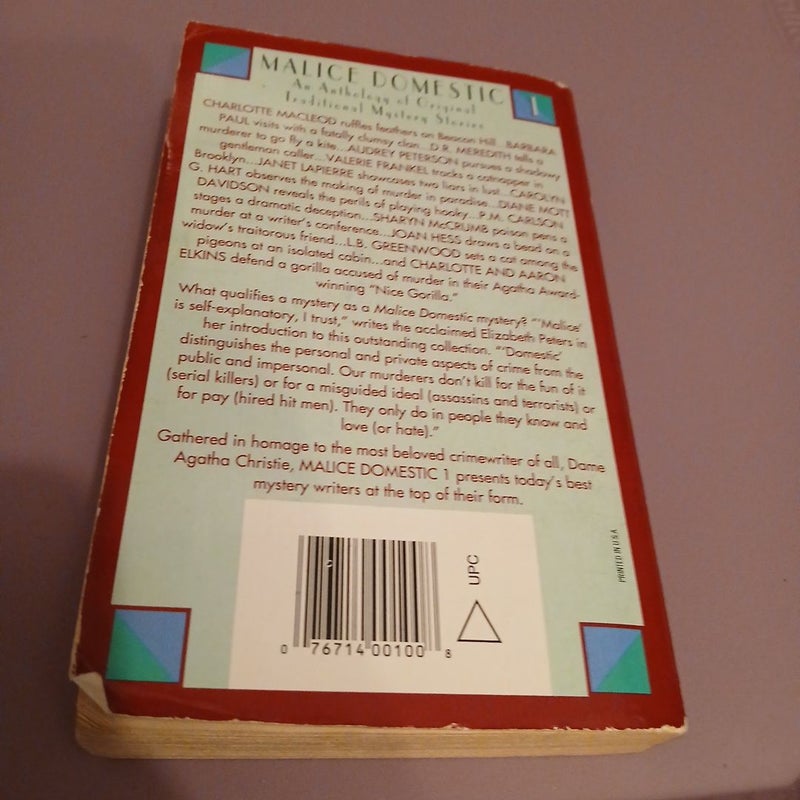 MALICE DOMESTIC
1
An Anthology of Original
Traditional Mystery Stories
CHARLOTTE MACLEOD ruffles feathers on Beacon Hill...BARBARA
PAUL visits with a fatally clumsy clan...D.R. MEREDITH tells a
murderer to go fly a kite...AUDREY PETERSON pursues a shadowy
gentleman caller...VALERIE FRANKEL tracks a catnapper in
Brooklyn...JANET LAPIERRE showcases two liars in lust...CAROLYN
G. HART observes the making of murder in paradise...DIANE MOTT
DAVIDSON reveals the perils of playing hooky...P.M. CARLSON
stages a dramatic deception...SHARYN McCRUMB poison pens a
murder at a writer's conference...JOAN HESS draws a bead on a
widow's traitorous friend...L.B. GREENWOOD sets a cat among the
pigeons at an isolated cabin...and CHARLOTTE AND AARON
ELKINS defend a gorilla accused of murder in their Agatha Award-
winning "Nice Gorilla."
What qualifies a mystery as a Malice Domestic mystery? "'Malice'
is self-explanatory, I trust," writes the acclaimed Elizabeth Peters in
her introduction to this outstanding collection. "'Domestic'
distinguishes the personal and private aspects of crime from the
public and impersonal. Our murderers don't kill for the fun of it
(serial killers) or for a misguided ideal (assassins and terrorists) or
for pay (hired hit men). They only do in people they know and
love (or hate)."
Gathered in homage to the most beloved crimewriter of all, Dame
Agatha Christie, MALICE DOMESTIC 1 presents today's best
mystery writers at the top of their form.
PRINTED IN U.S.A.
UPC
0 76714 00100 8